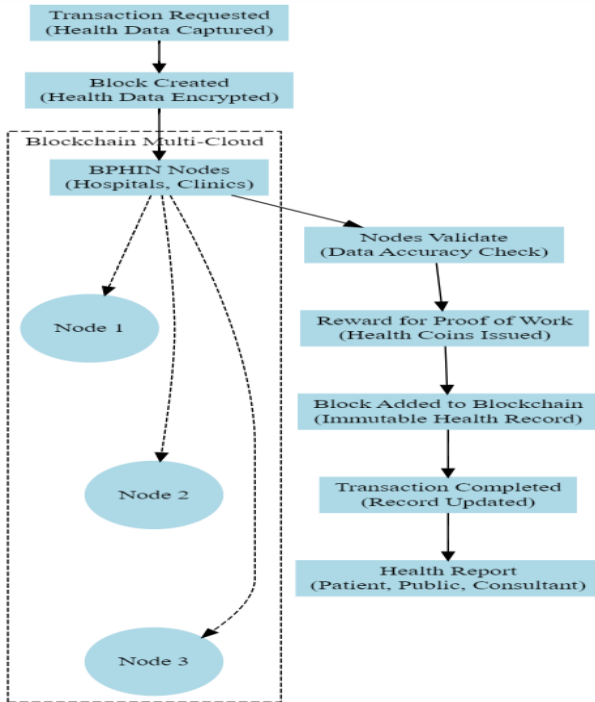 Transaction Requested
(Health Data Captured)
Block Created
(Health Data Encrypted)
Blockchain Multi-Cloud
BPHIN Nodes
(Hospitals, Clinics)
Nodes Validate
(Data Accuracy Check)
Node 1
Reward for Proof of Work
(Health Coins Issued)
Block Added to Blockchain
(Immutable Health Record)
Node 2
Transaction Completed
(Record Updated)
Health Report
(Patient, Public, Consultant)
Node 3